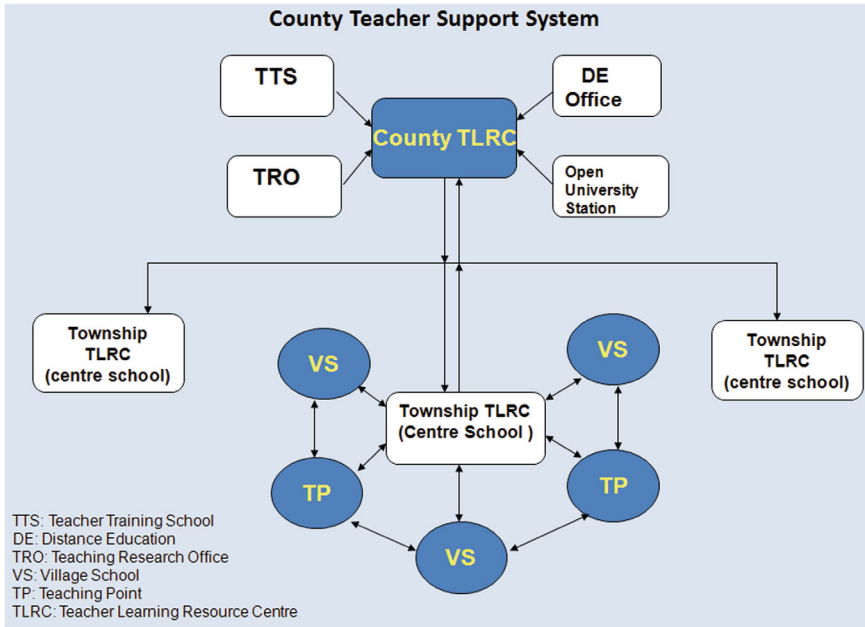 County Teacher Support System
TTS
DE
Office
County TLRC
TRO
Open
University
Station
Township
TLRC
(centre school)
VS
VS
Township
TLRC
(centre school)
Township TLRC
(Centre School )
TP
TP
VS
TTS: Teacher Training School
DE: Distance Education
TRO: Teaching Research Office
VS: Village School
TP: Teaching Point
TLRC: Teacher Learning Resource Centre